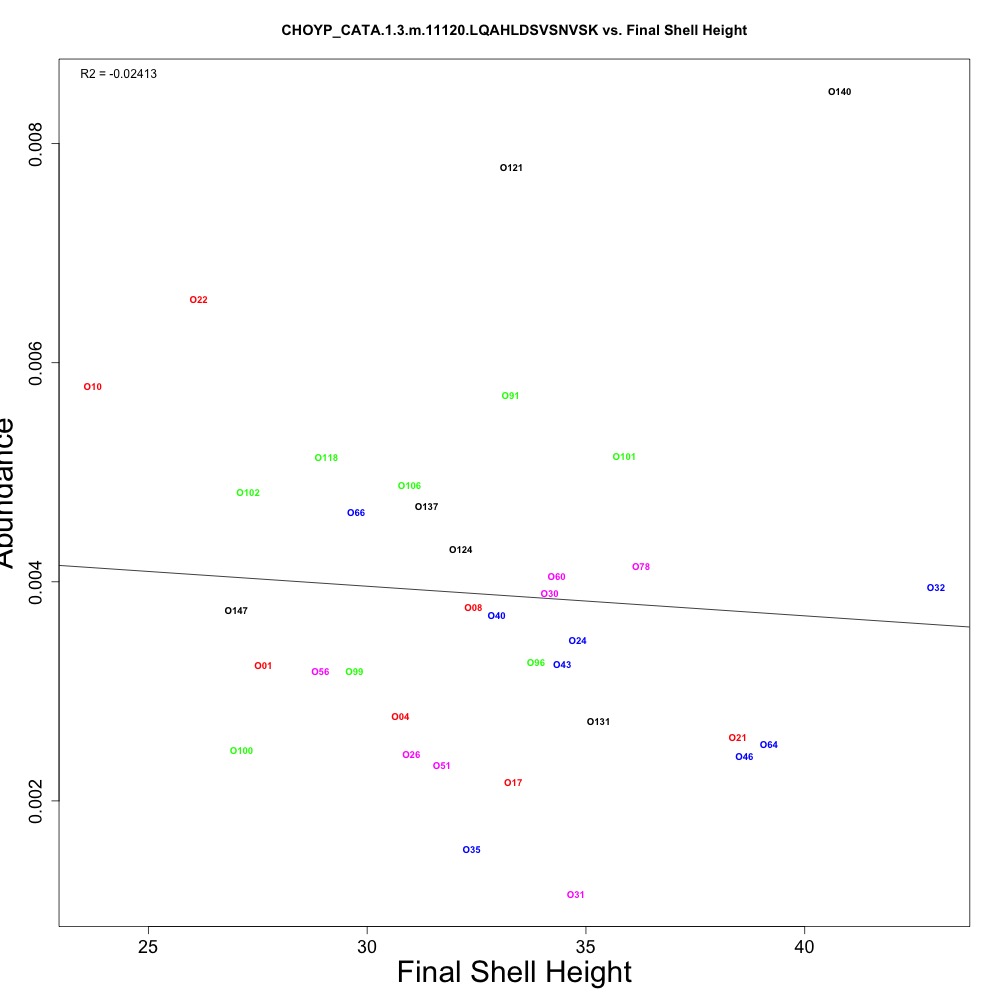 CHOYP_CATA.1.3.m.11120.LQAHLDSVSNVSK vs. Final Shell Height
R2 = -0.02413
O140
0.008
O121
O22
0.006
O10
O91
O118
O101
O106
O102
O137
O66
Abundance
O124
O78
O60
0.004
O32
O30
O08
O147
O40
O24
O96
O43
O01
O56
O99
O04
O131
O21
O64
O100
O26
O46
O51
O17
0.002
O35
O31
25
30
35
40
Final Shell Height